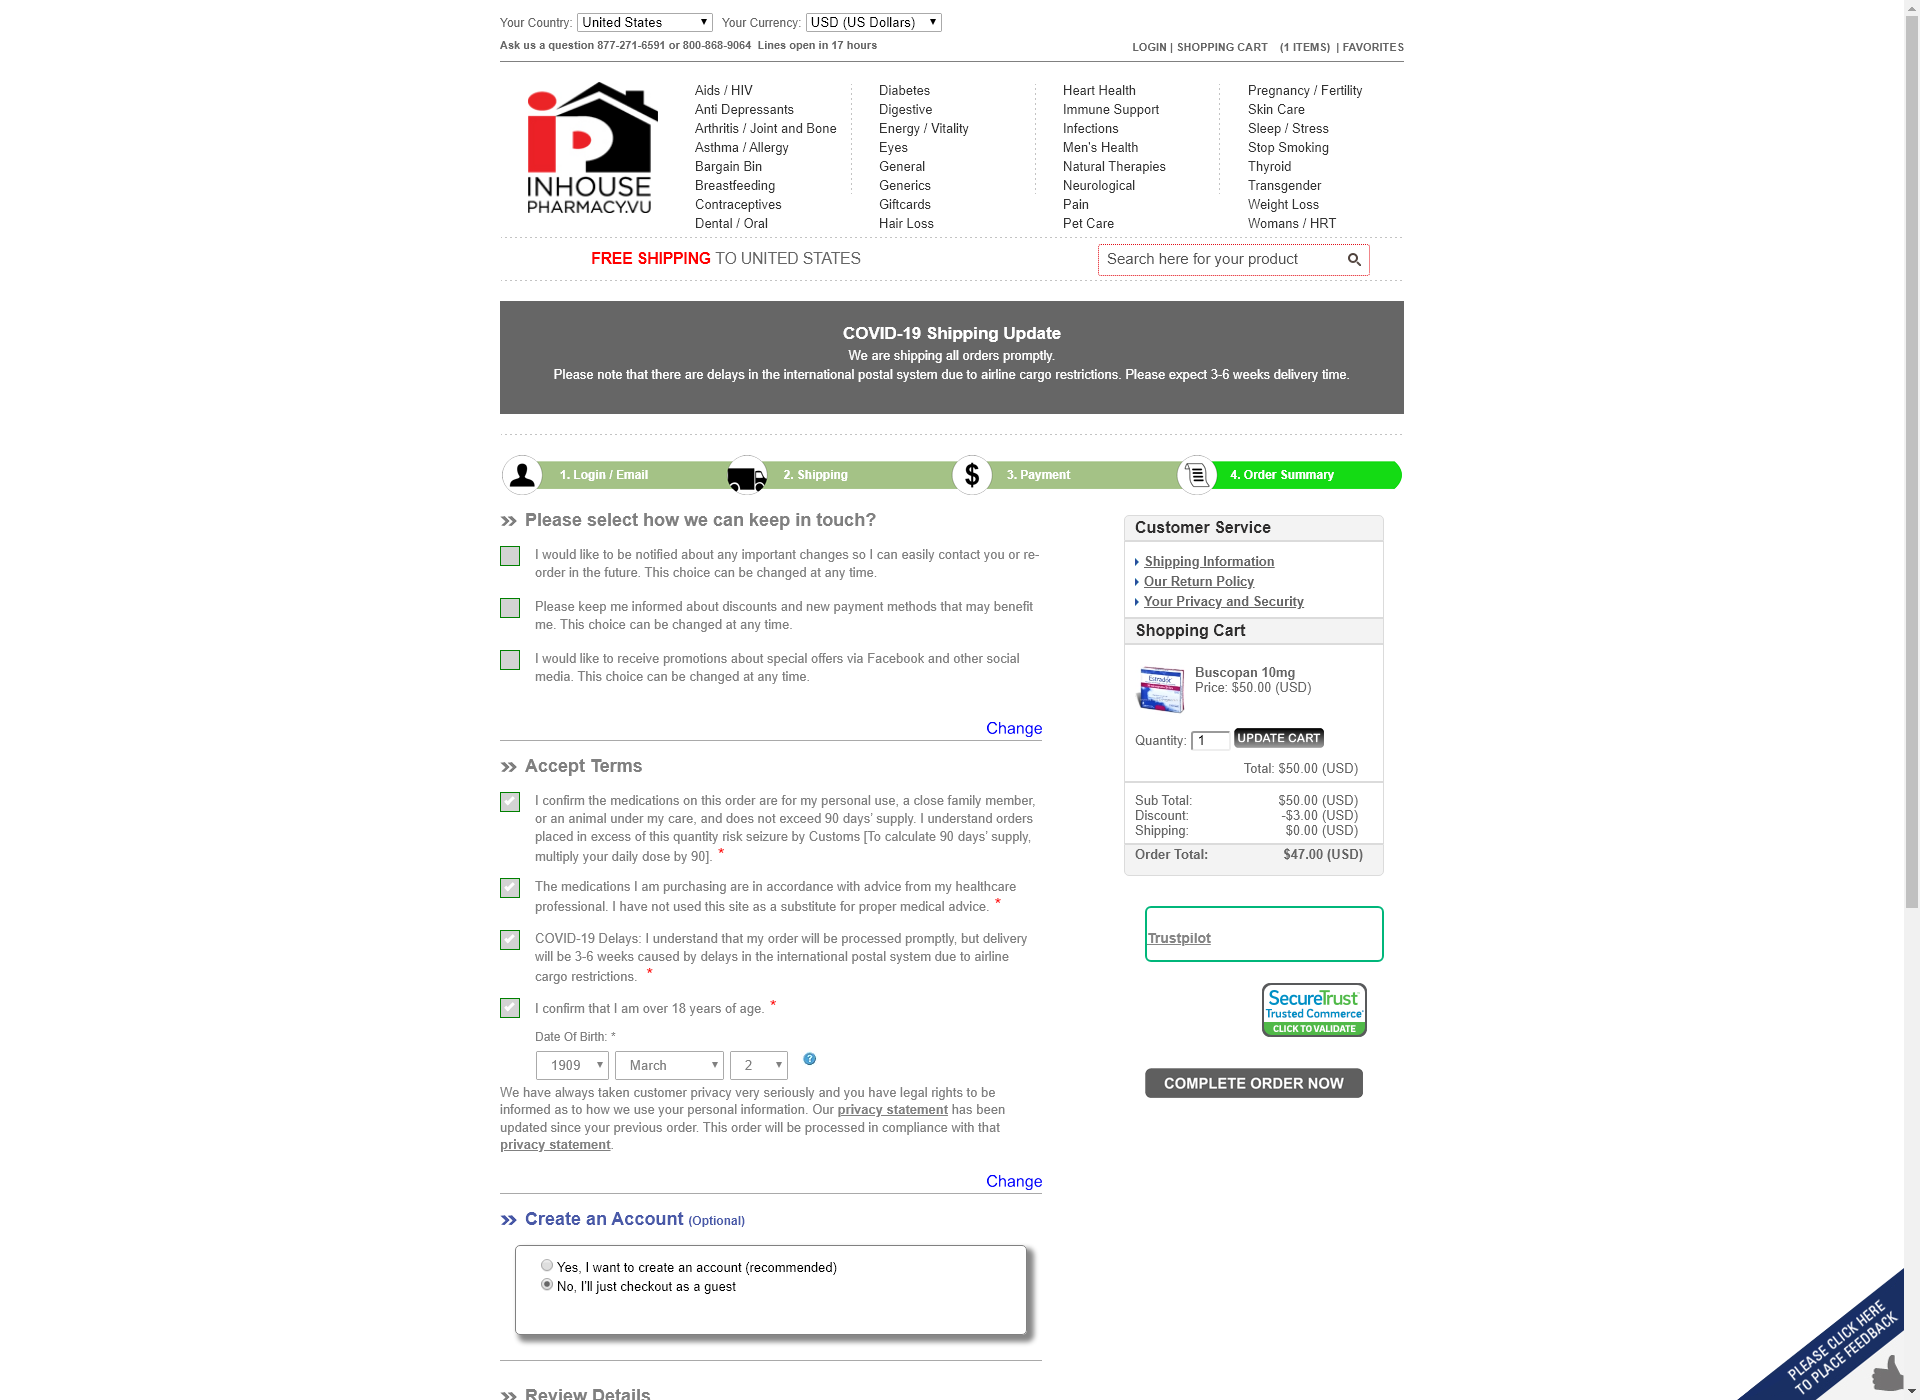 Your Country: United States Your Currency: USD (US Dollars)
Ask us a question 877-271-6591 or 800-868-9064 Lines open in 17 hours
LOGIN | SHOPPING CART (1 ITEMS) | FAVORITES
iP
INHOUSE
PHARMACY.VU
Aids / HIV
Anti Depressants
Arthritis / Joint and Bone
Asthma / Allergy
Bargain Bin
Breastfeeding
Contraceptives
Dental / Oral
Diabetes
Digestive
Energy / Vitality
Eyes
General
Generics
Giftcards
Hair Loss
Heart Health
Immune Support
Infections
Men's Health
Natural Therapies
Neurological
Pain
Pet Care
Pregnancy / Fertility
Skin Care
Sleep / Stress
Stop Smoking
Thyroid
Transgender
Weight Loss
Womans / HRT
FREE SHIPPING TO UNITED STATES
Search here for your product
COVID-19 Shipping Update
We are shipping all orders promptly.
Please note that there are delays in the international postal system due to airline cargo restrictions. Please expect 3-6 weeks delivery time.
1. Login / Email
2. Shipping
$ 3. Payment
4. Order Summary
Please select how we can keep in touch?
I would like to be notified about any important changes so I can easily contact you or re-
order in the future. This choice can be changed at any time.
Please keep me informed about discounts and new payment methods that may benefit
me. This choice can be changed at any time.
I would like to receive promotions about special offers via Facebook and other social
media. This choice can be changed at any time.
Change
Accept Terms
I confirm the medications on this order are for my personal use, a close family member,
or an animal under my care, and does not exceed 90 days' supply. I understand orders
placed in excess of this quantity risk seizure by Customs [To calculate 90 days' supply,
multiply your daily dose by 90]. *
The medications I am purchasing are in accordance with advice from my healthcare
professional. I have not used this site as a substitute for proper medical advice. *
COVID-19 Delays: I understand that my order will be processed promptly, but delivery
will be 3-6 weeks caused by delays in the international postal system due to airline
cargo restrictions. *
I confirm that I am over 18 years of age. *
Date Of Birth: *
1909 March 2 ?
We have always taken customer privacy very seriously and you have legal rights to be
informed as to how we use your personal information. Our privacy statement has been
updated since your previous order. This order will be processed in compliance with that
privacy statement.
Change
Create an Account (Optional)
Yes, I want to create an account (recommended)
No, I'll just checkout as a guest
Review Details
Customer Service
Shipping Information
Our Return Policy
Your Privacy and Security
Shopping Cart
Estradot
Buscopan 10mg
Price: $50.00 (USD)
Quantity: 1 UPDATE CART
Total: $50.00 (USD)
Sub Total: $50.00 (USD)
Discount: -$3.00 (USD)
Shipping: $0.00 (USD)
Order Total: $47.00 (USD)
Trustpilot
SecureTrust
Trusted Commerce
CLICK TO VALIDATE
COMPLETE ORDER NOW
PLEASE CLICK HERE
TO PLACE FEEDBACK